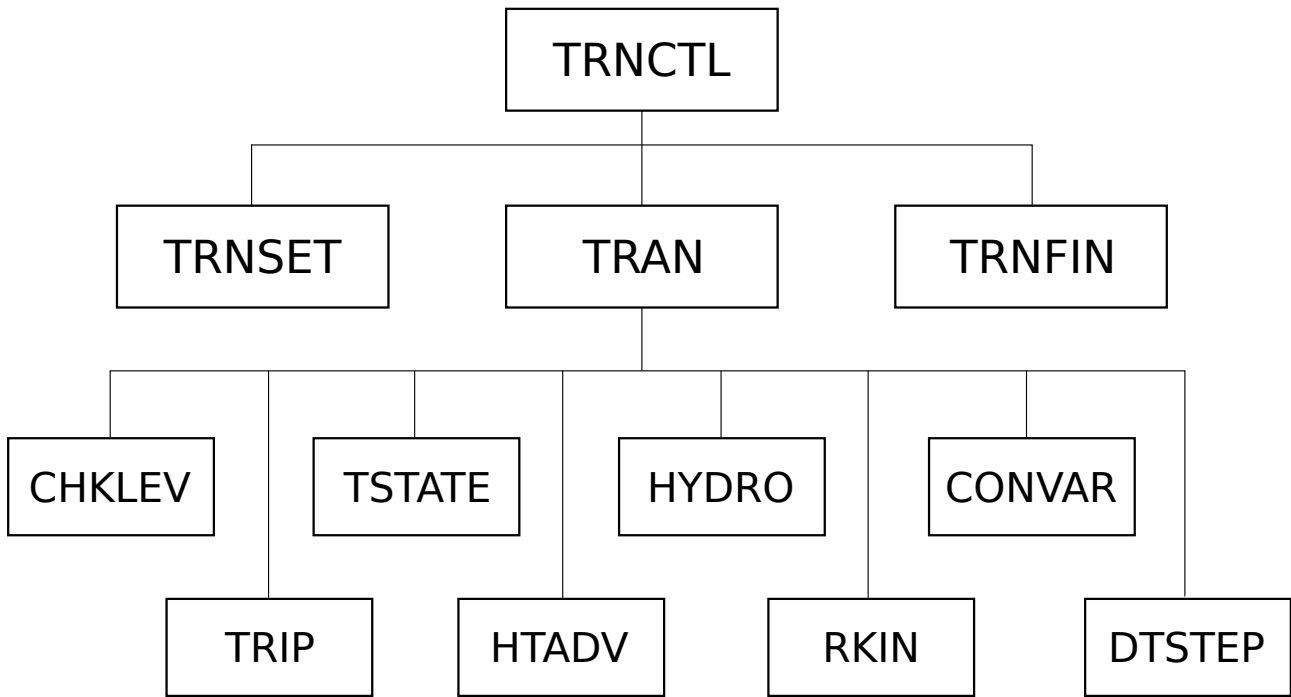 TRNCTL
TRNSET
TRAN
TRNFIN
CHKLEV
TSTATE
HYDRO
CONVAR
TRIP
HTADV
RKIN
DTSTEP